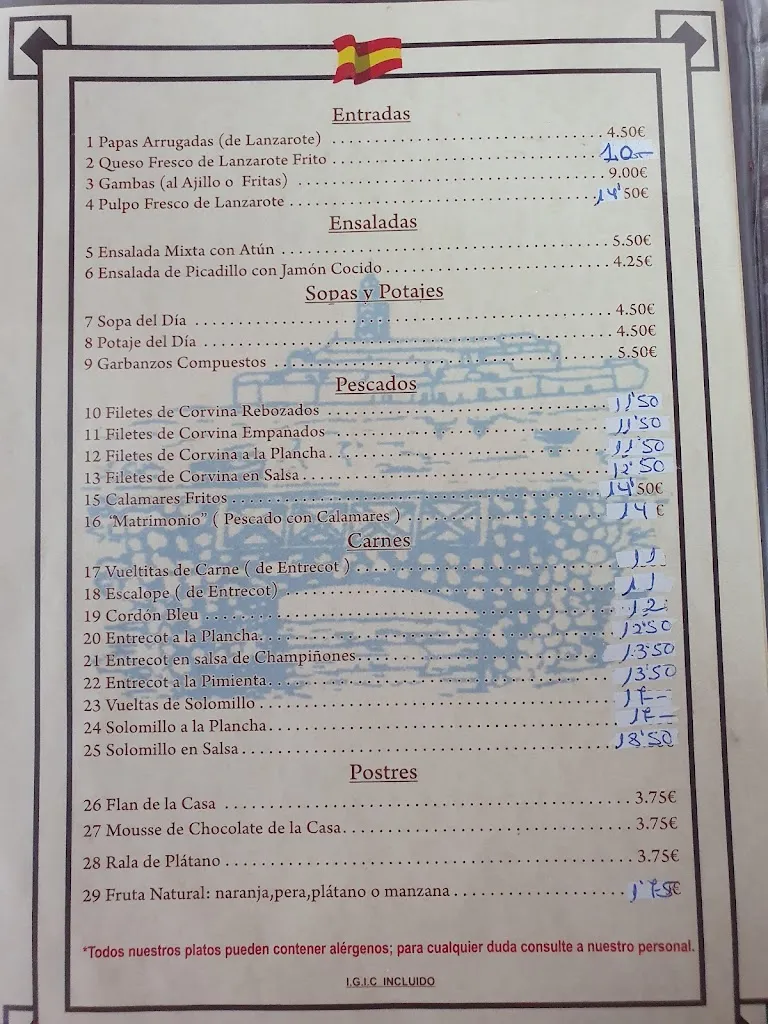 Entradas
1 Papas Arrugadas (de Lanzarote) 4.50€
2 Queso Fresco de Lanzarote Frito 10—
3 Gambas (al Ajillo o Fritas) 9.00€
4 Pulpo Fresco de Lanzarote 14'50€
Ensaladas
5 Ensalada Mixta con Atún 5.50€
6 Ensalada de Picadillo con Jamón Cocido 4.25€
Sopas y Potajes
7 Sopa del Día 4.50€
8 Potaje del Día 4.50€
9 Garbanzos Compuestos 5.50€
Pescados
10 Filetes de Corvina Rebozados 11'50
11 Filetes de Corvina Empanados 11'50
12 Filetes de Corvina a la Plancha 11'50
13 Filetes de Corvina en Salsa 12'50
15 Calamares Fritos 14'50€
16 "Matrimonio" ( Pescado con Calamares ) 14 €
Carnes
17 Vueltitas de Carne ( de Entrecot ) 11
18 Escalope ( de Entrecot) 11
19 Cordón Bleu 12
20 Entrecot a la Plancha 12'50
21 Entrecot en salsa de Champiñones 13'50
22 Entrecot a la Pimienta 13'50
23 Vueltas de Solomillo 17—
24 Solomillo a la Plancha 17—
25 Solomillo en Salsa 18'50
Postres
26 Flan de la Casa 3.75€
27 Mousse de Chocolate de la Casa 3.75€
28 Rala de Plátano 3.75€
29 Fruta Natural: naranja,pera,plátano o manzana 1'75€
*Todos nuestros platos pueden contener alérgenos; para cualquier duda consulte a nuestro personal.
I.G.I.C INCLUIDO